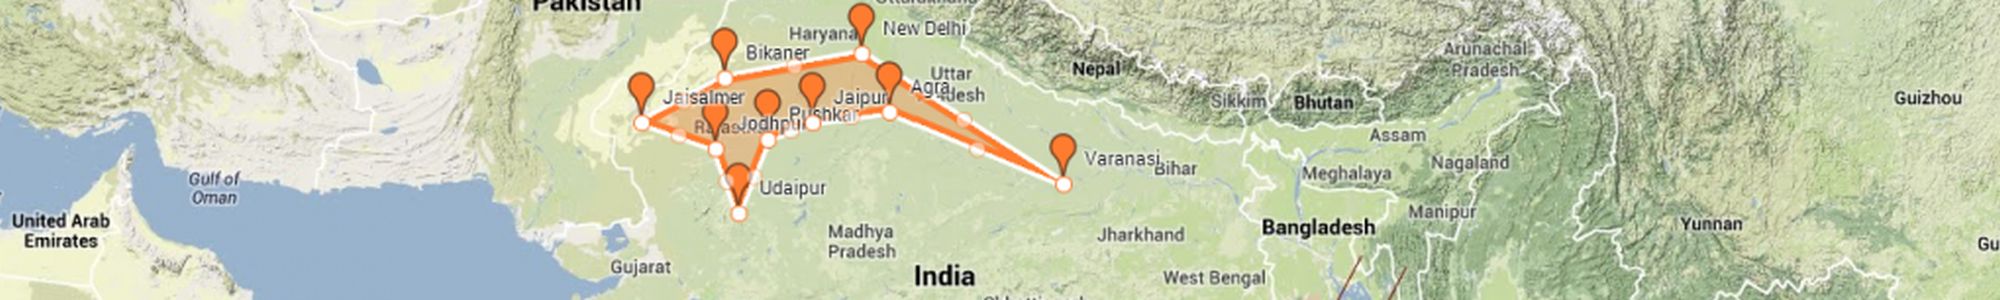 Pakistan
Uttarakhand
Haryana
New Delhi
Bikaner
Arunachal
Pradesh
Nepal
Uttar
Pradesh
Agra
Jaisalmer
Jaipur
Sikkim
Bhutan
Guizhou
Pushkar
Jodhpur
Assam
Varanasi
Bihar
Meghalaya
Nagaland
Gulf of
Oman
Udaipur
United Arab
Emirates
Manipur
Bangladesh
Yunnan
Madhya
Pradesh
Jharkhand
Gujarat
India
West Bengal